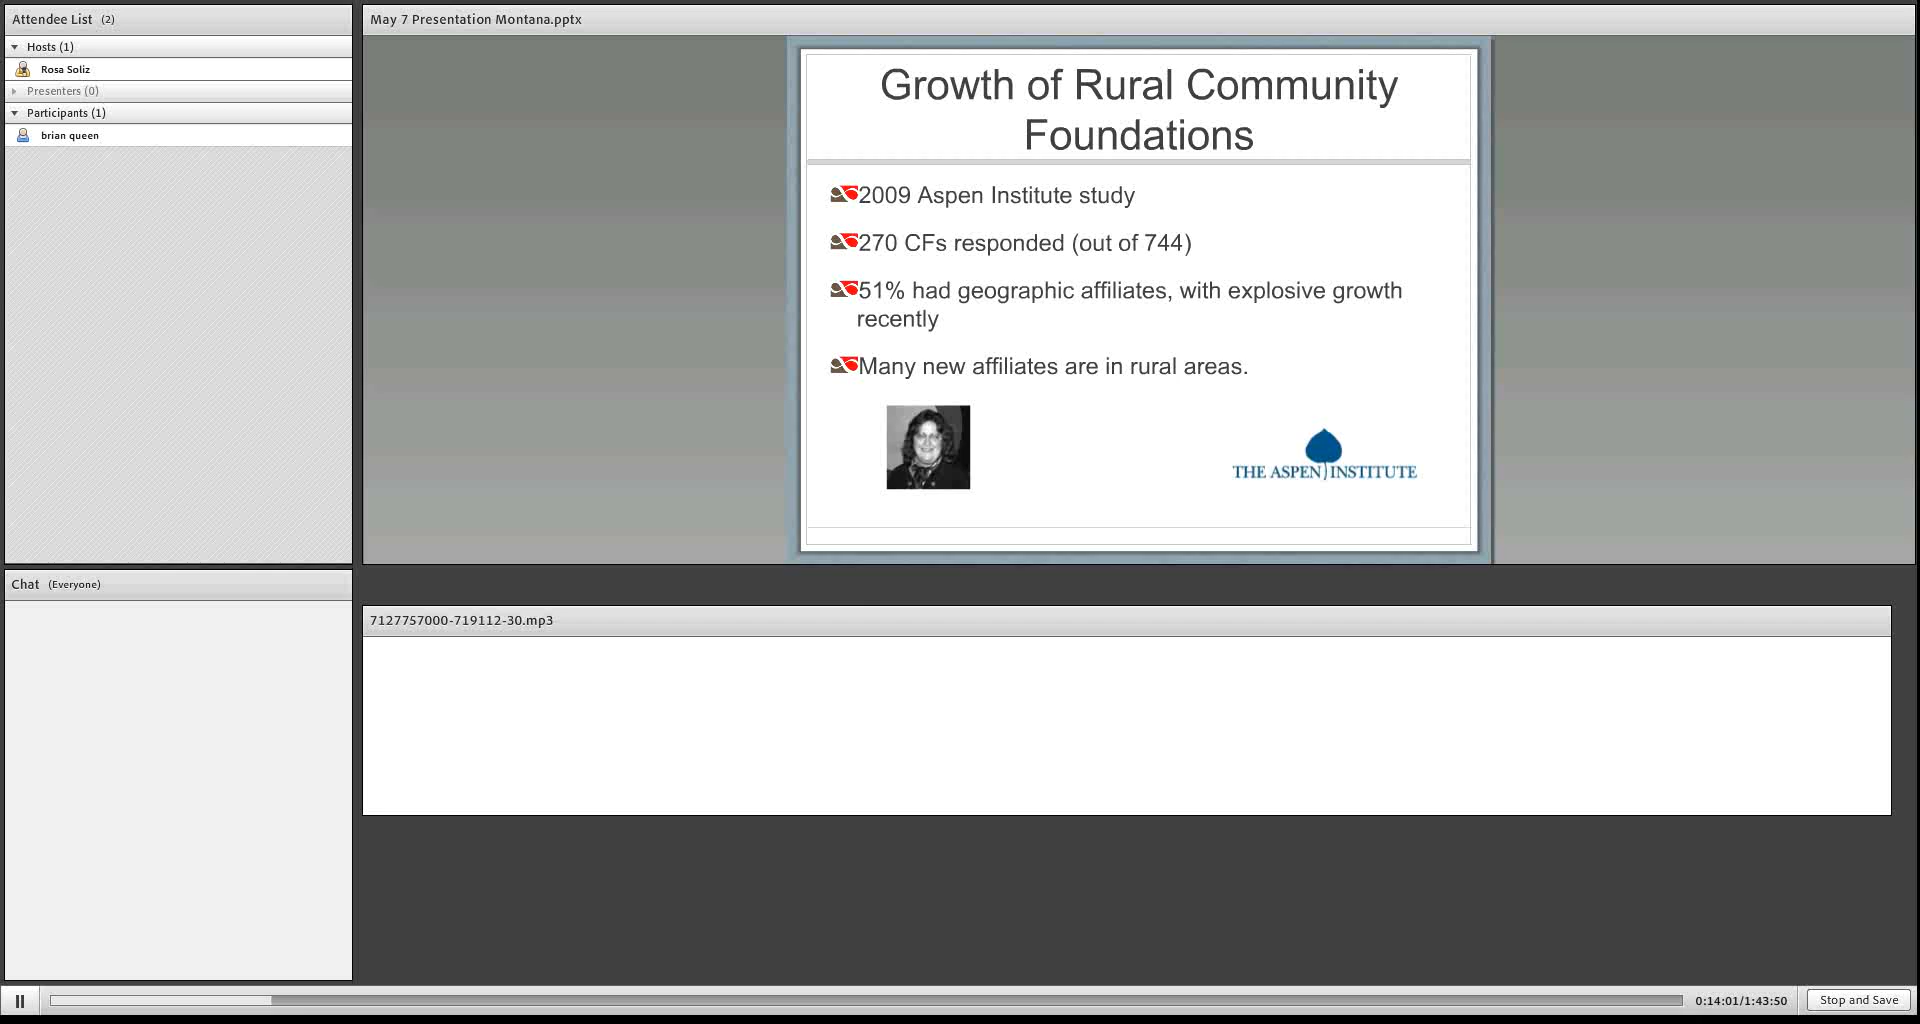 Attendee List (2)
Hosts (1)
Rosa Soliz
Presenters (0)
Participants (1)
brian queen
Chat (Everyone)
May 7 Presentation Montana.pptx
Growth of Rural Community
Foundations
2009 Aspen Institute study
270 CFs responded (out of 744)
51% had geographic affiliates, with explosive growth
recently
Many new affiliates are in rural areas.
THE ASPEN INSTITUTE
7127757000-719112-30.mp3
0:14:01/1:43:50
Stop and Save